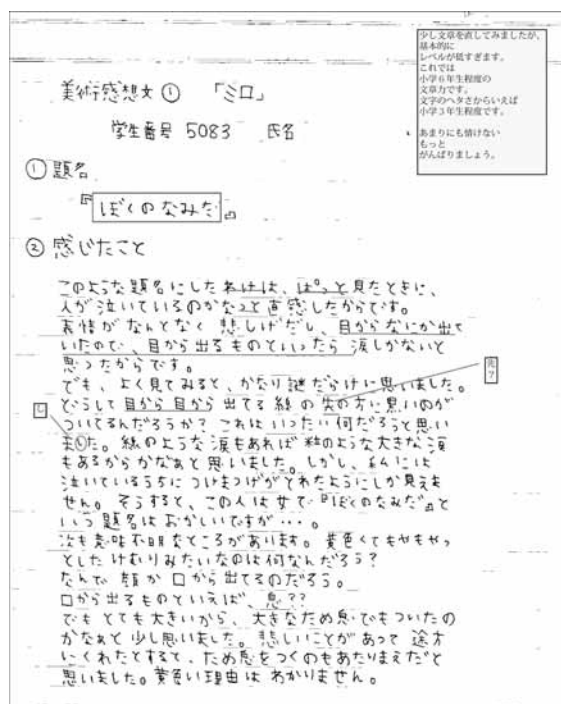 少し文章を直してみましたが、
基本的に
レベルが低すぎます。
これでは
小学6年生程度の
文章力です。
文字のヘタさからいえば
小学3年生程度です。
あまりにも情けない
もっと
がんばりましょう。
美術感想文① 「ミロ」
学生番号 5083 氏名
① 題名
『ぼくのなみだ』
② 感じたこと
このような題名にしたわけは、ぱっと見たときに、
人が泣いているのかなっと直感したからです。
表情がなんとなく悲しげだし、目からなにか出て
いたので、目から出るものといったら涙しかないと
思ったからです。
でも、よく見てみると、かなり謎だらけに思いました。
どうして目から目から出てる線の失の方に黒いのが
先?
ついてるんだろうか? これはいったい何だろうと思い
し
ました。線のような涙もあれば粒のような大きな涙
もあるからかなぁと思いました。しかし、私には
泣いているうちにつけまつげがとれたようにしか見えま
せん。そうすると、この人は女で『ぼくのなみだ』と
いう題名はおかしいですが・・・。
次も意味不明なところがあります。黄色くてもやもやっ
としたけむりみたいなのは何なんだろう?
なんで顔か口から出てるのだろう。
口から出るものといえば、息??
でもとても大きいから、大きなため息でもついたの
かなぁと少し思いました。悲しいことがあって途方
にくれたとすると、ため息をつくのもあたりまえだと
思いました。黄色い理由はわかりません。